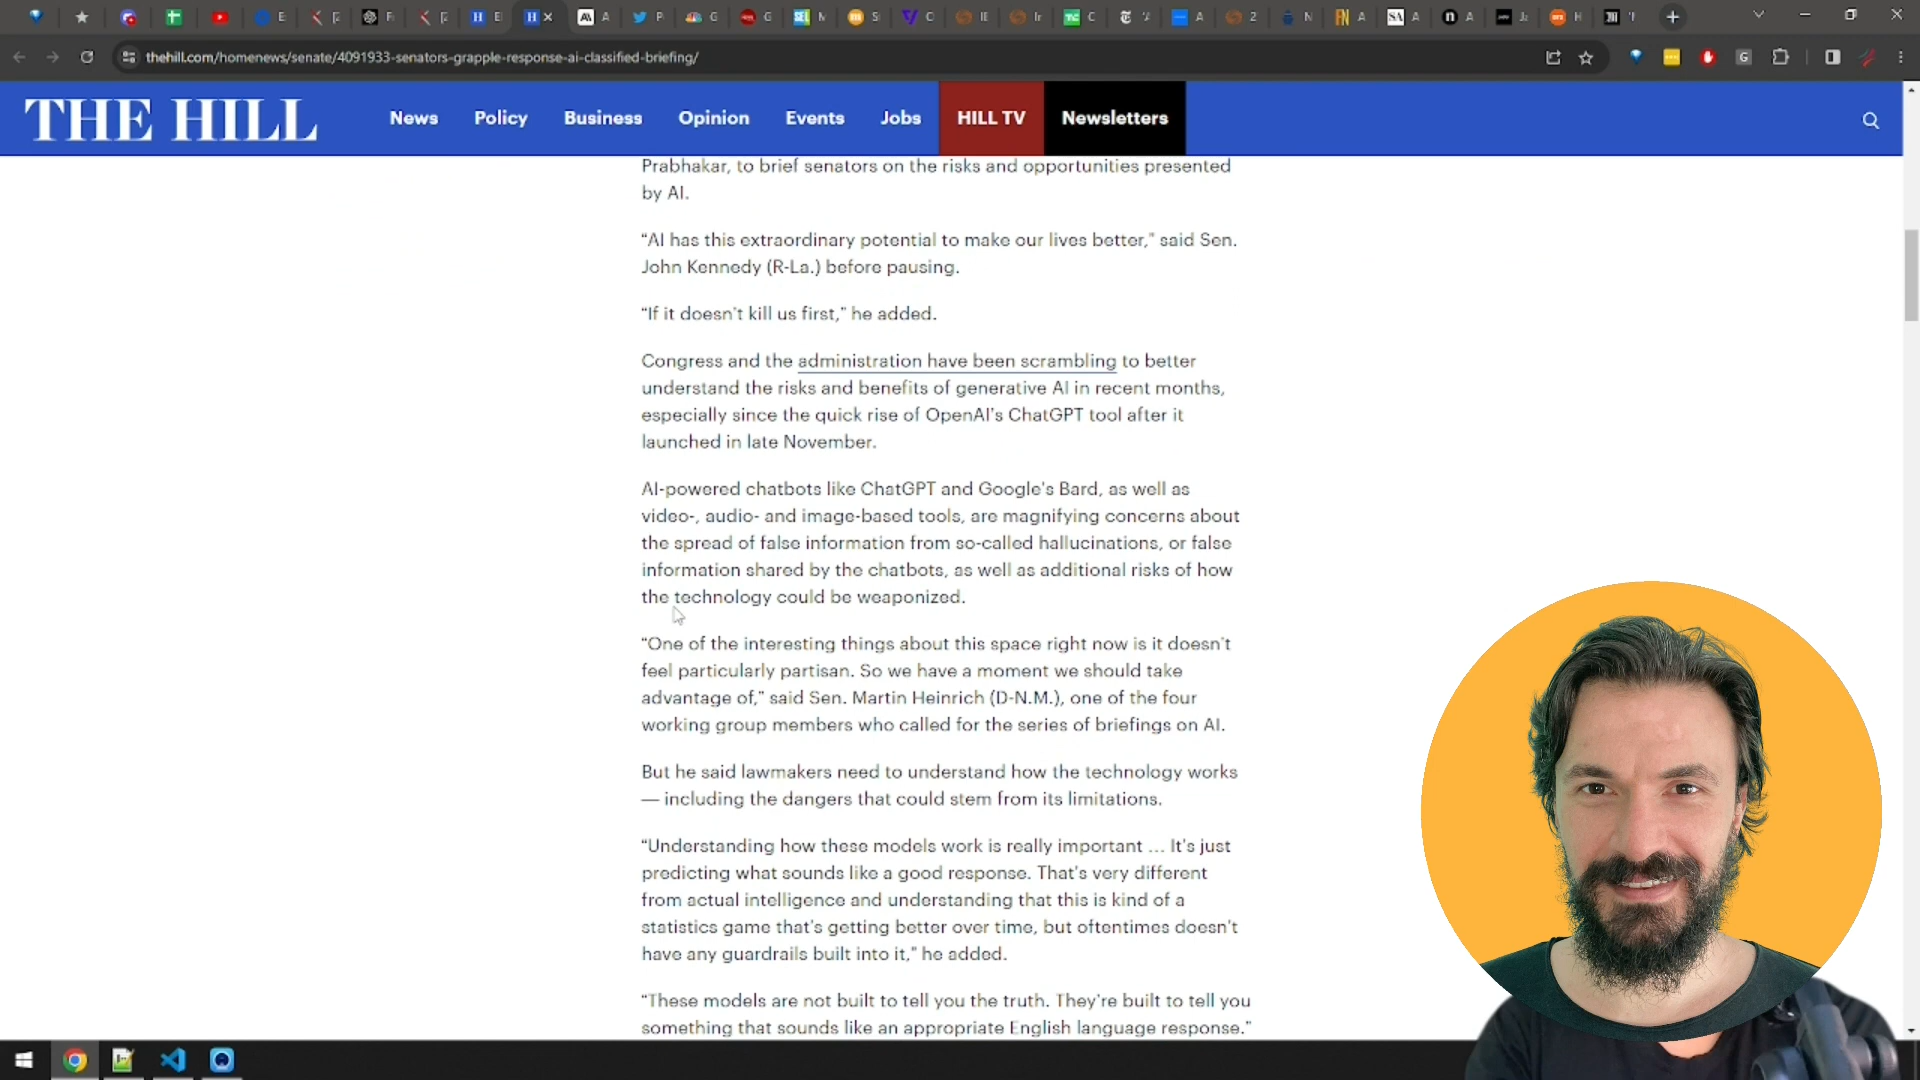 thehill.com/homenews/senate/4091933-senators-grapple-response-ai-classified-briefing/
THE HILL
News
Policy
Business
Opinion
Events
Jobs
HILL TV
Newsletters
Prabhakar, to brief senators on the risks and opportunities presented
by AI.
“AI has this extraordinary potential to make our lives better,” said Sen.
John Kennedy (R-La.) before pausing.
“If it doesn’t kill us first,” he added.
Congress and the administration have been scrambling to better
understand the risks and benefits of generative AI in recent months,
especially since the quick rise of OpenAI’s ChatGPT tool after it
launched in late November.
AI-powered chatbots like ChatGPT and Google’s Bard, as well as
video-, audio- and image-based tools, are magnifying concerns about
the spread of false information from so-called hallucinations, or false
information shared by the chatbots, as well as additional risks of how
the technology could be weaponized.
“One of the interesting things about this space right now is it doesn’t
feel particularly partisan. So we have a moment we should take
advantage of,” said Sen. Martin Heinrich (D-N.M.), one of the four
working group members who called for the series of briefings on AI.
But he said lawmakers need to understand how the technology works
— including the dangers that could stem from its limitations.
“Understanding how these models work is really important … It’s just
predicting what sounds like a good response. That’s very different
from actual intelligence and understanding that this is kind of a
statistics game that’s getting better over time, but oftentimes doesn’t
have any guardrails built into it,” he added.
“These models are not built to tell you the truth. They’re built to tell you
something that sounds like an appropriate English language response.”